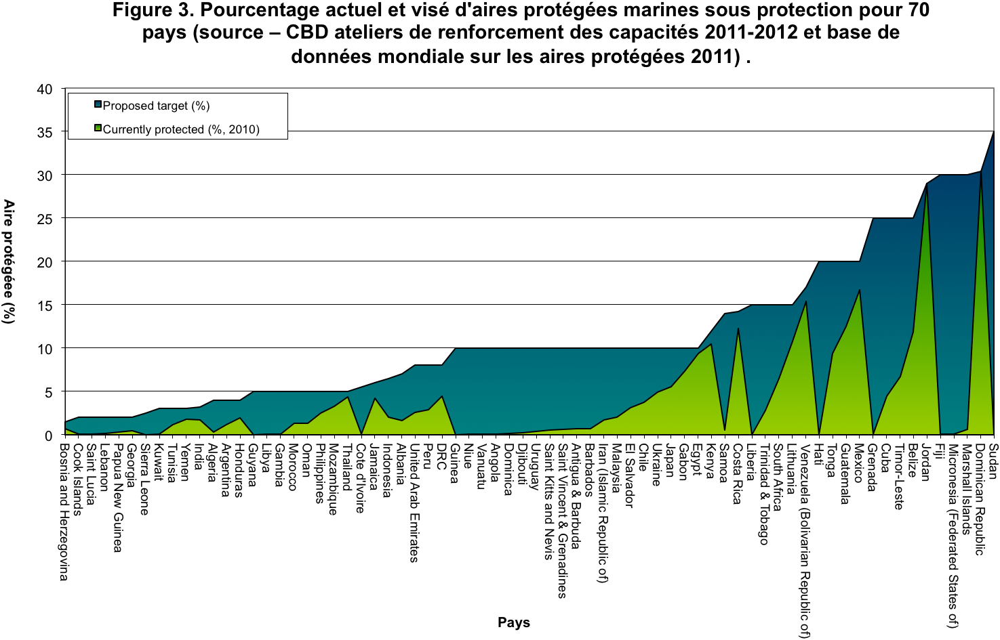 Figure 3. Pourcentage actuel et visé d'aires protégées marines sous protection pour 70
pays (source – CBD ateliers de renforcement des capacités 2011-2012 et base de
données mondiale sur les aires protégées 2011) .
Proposed target (%)
Currently protected (%, 2010)
40
35
30
25
20
15
10
5
0
Aire protégéee (%)
Bosnia and Herzegovina
Cook Islands
Saint Lucia
Lebanon
Papua New Guinea
Georgia
Sierra Leone
Kuwait
Tunisia
Yemen
India
Algeria
Argentina
Honduras
Guyana
Libya
Gambia
Morocco
Oman
Philippines
Mozambique
Thailand
Cote d'Ivoire
Jamaica
Indonesia
Albania
United Arab Emirates
Peru
DRC
Guinea
Niue
Vanuatu
Angola
Dominica
Djibouti
Uruguay
Saint Kitts and Nevis
Saint Vincent & Grenadines
Antigua & Barbuda
Barbados
Iran (Islamic Republic of)
Malaysia
El Salvador
Chile
Ukraine
Japan
Gabon
Egypt
Kenya
Samoa
Costa Rica
Liberia
Trinidad & Tobago
South Africa
Lithuania
Venezuela (Bolivarian Republic of)
Hati
Tonga
Guatemala
Mexico
Grenada
Cuba
Timor-Leste
Belize
Jordan
Fiji
Micronesia (Federated States of)
Marshall Islands
Dominican Republic
Sudan
Pays